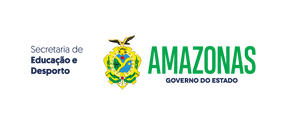 Secretaria de
Educação e
Desporto
AMAZONAS
GOVERNO DO ESTADO